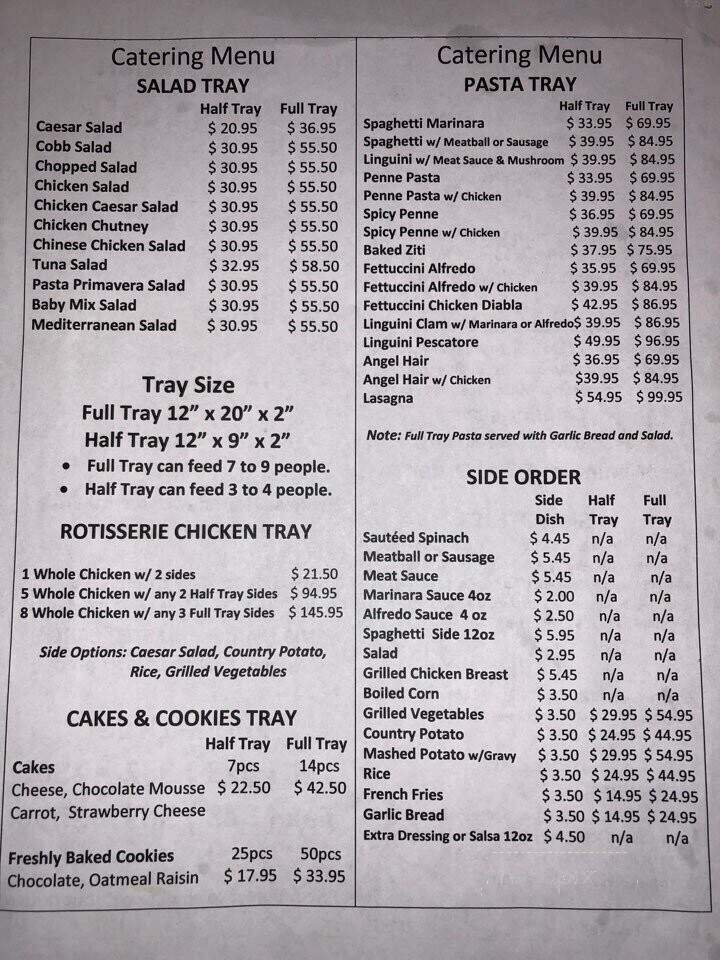 Catering Menu
SALAD TRAY
Half Tray Full Tray
Caesar Salad $ 20.95 $ 36.95
Cobb Salad $ 30.95 $ 55.50
Chopped Salad $ 30.95 $ 55.50
Chicken Salad $ 30.95 $ 55.50
Chicken Caesar Salad $ 30.95 $ 55.50
Chicken Chutney $ 30.95 $ 55.50
Chinese Chicken Salad $ 30.95 $ 55.50
Tuna Salad $ 32.95 $ 58.50
Pasta Primavera Salad $ 30.95 $ 55.50
Baby Mix Salad $ 30.95 $ 55.50
Mediterranean Salad $ 30.95 $ 55.50
Tray Size
Full Tray 12” x 20” x 2”
Half Tray 12” x 9” x 2”
• Full Tray can feed 7 to 9 people.
• Half Tray can feed 3 to 4 people.
ROTISSERIE CHICKEN TRAY
1 Whole Chicken w/ 2 sides $ 21.50
5 Whole Chicken w/ any 2 Half Tray Sides $ 94.95
8 Whole Chicken w/ any 3 Full Tray Sides $ 145.95
Side Options: Caesar Salad, Country Potato,
Rice, Grilled Vegetables
CAKES & COOKIES TRAY
Half Tray Full Tray
Cakes 7pcs 14pcs
Cheese, Chocolate Mousse $ 22.50 $ 42.50
Carrot, Strawberry Cheese
Freshly Baked Cookies 25pcs 50pcs
Chocolate, Oatmeal Raisin $ 17.95 $ 33.95
Catering Menu
PASTA TRAY
Half Tray Full Tray
Spaghetti Marinara $ 33.95 $ 69.95
Spaghetti w/ Meatball or Sausage $ 39.95 $ 84.95
Linguini w/ Meat Sauce & Mushroom $ 39.95 $ 84.95
Penne Pasta $ 33.95 $ 69.95
Penne Pasta w/ Chicken $ 39.95 $ 84.95
Spicy Penne $ 36.95 $ 69.95
Spicy Penne w/ Chicken $ 39.95 $ 84.95
Baked Ziti $ 37.95 $ 75.95
Fettuccini Alfredo $ 35.95 $ 69.95
Fettuccini Alfredo w/ Chicken $ 39.95 $ 84.95
Fettuccini Chicken Diabla $ 42.95 $ 86.95
Linguini Clam w/ Marinara or Alfredo $ 39.95 $ 86.95
Linguini Pescatore $ 49.95 $ 96.95
Angel Hair $ 36.95 $ 69.95
Angel Hair w/ Chicken $39.95 $ 84.95
Lasagna $ 54.95 $ 99.95
Note: Full Tray Pasta served with Garlic Bread and Salad.
SIDE ORDER
Side Half Full
Dish Tray Tray
Sautéed Spinach $ 4.45 n/a n/a
Meatball or Sausage $ 5.45 n/a n/a
Meat Sauce $ 5.45 n/a n/a
Marinara Sauce 4oz $ 2.00 n/a n/a
Alfredo Sauce 4 oz $ 2.50 n/a n/a
Spaghetti Side 12oz $ 5.95 n/a n/a
Salad $ 2.95 n/a n/a
Grilled Chicken Breast $ 5.45 n/a n/a
Boiled Corn $ 3.50 n/a n/a
Grilled Vegetables $ 3.50 $ 29.95 $ 54.95
Country Potato $ 3.50 $ 24.95 $ 44.95
Mashed Potato w/Gravy $ 3.50 $ 29.95 $ 54.95
Rice $ 3.50 $ 24.95 $ 44.95
French Fries $ 3.50 $ 14.95 $ 24.95
Garlic Bread $ 3.50 $ 14.95 $ 24.95
Extra Dressing or Salsa 12oz $ 4.50 n/a n/a